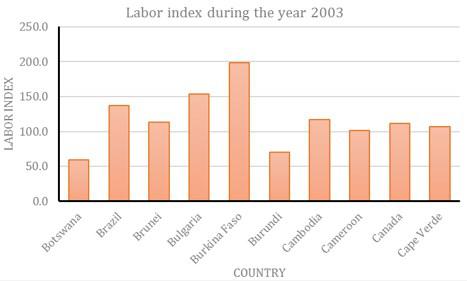 Labor index during the year 2003
LABOR INDEX
250.0
200.0
150.0
100.0
50.0
0.0
Botswana
Brazil
Brunei
Bulgaria
Burkina Faso
Burundi
Cambodia
Cameroon
Canada
Cape Verde
COUNTRY